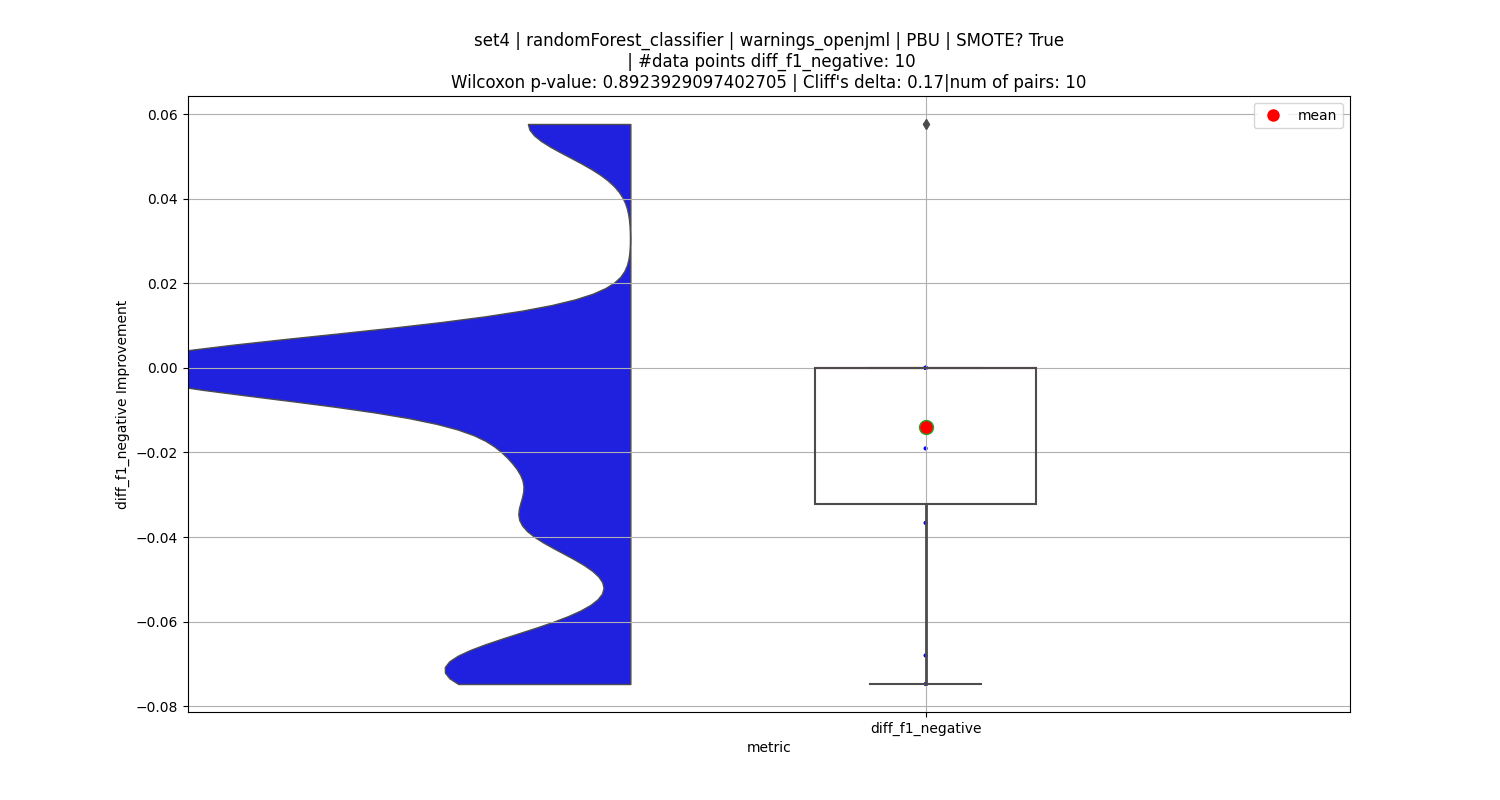 set4 | randomForest_classifier | warnings_openjml | PBU | SMOTE? True
| #data points diff_f1_negative: 10
Wilcoxon p-value: 0.8923929097402705 | Cliff's delta: 0.17|num of pairs: 10
mean
0.06
0.04
0.02
0.00
−0.02
−0.04
−0.06
−0.08
diff_f1_negative Improvement
diff_f1_negative
metric